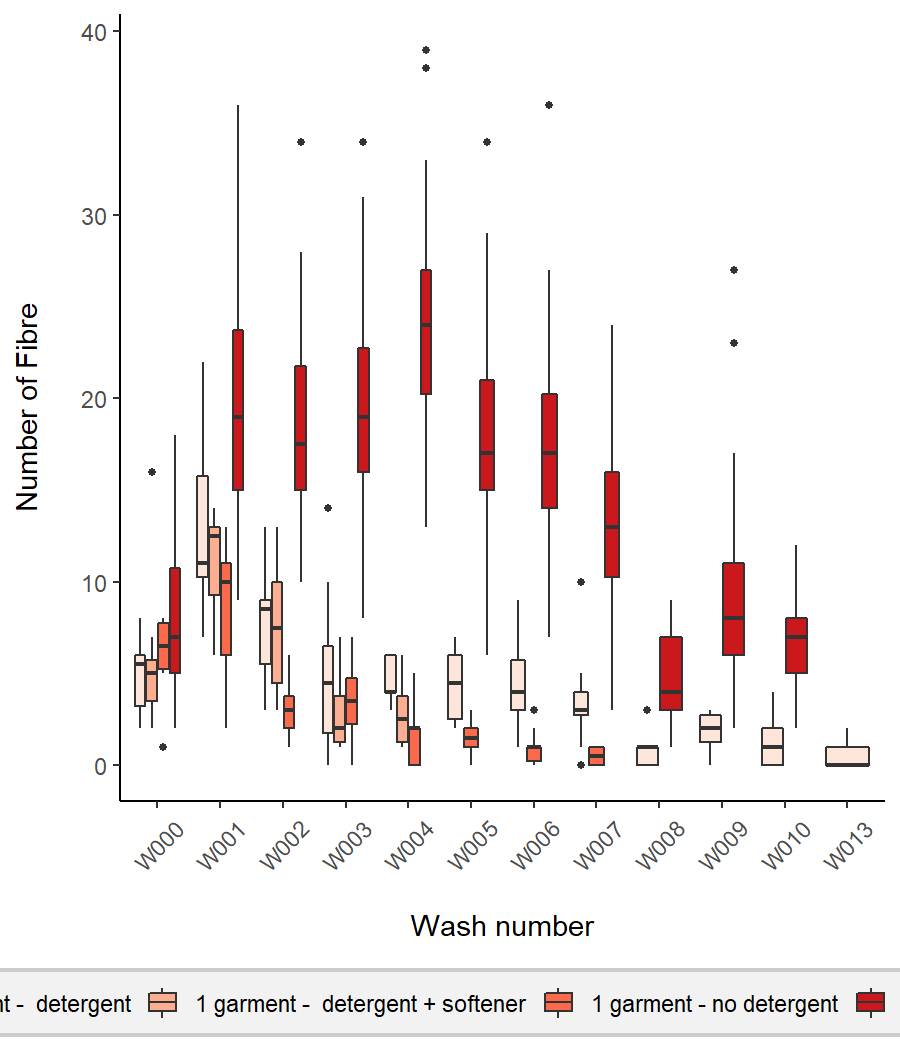 40
30
20
10
0
Number of Fibre
W000 W001 W002 W003 W004 W005 W006 W007 W008 W009 W010 W013
Wash number
- detergent 1 garment - detergent + softener 1 garment - no detergent